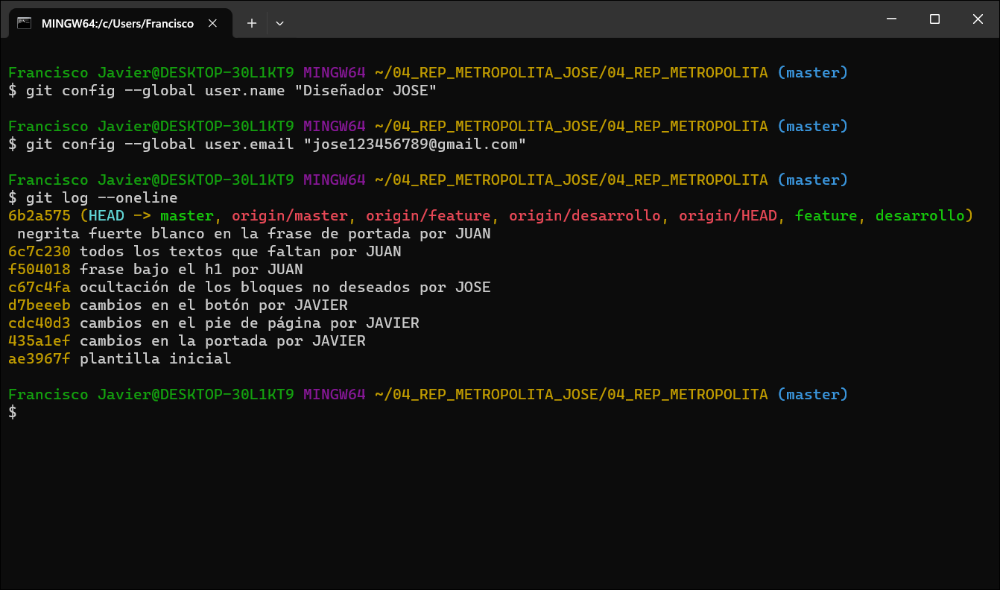 MINGW64:/c/Users/Francisco
Francisco Javier@DESKTOP-30L1KT9 MINGW64 ~/04_REP_METROPOLITA_JOSE/04_REP_METROPOLITA (master)
$ git config --global user.name "Diseñador JOSE"
Francisco Javier@DESKTOP-30L1KT9 MINGW64 ~/04_REP_METROPOLITA_JOSE/04_REP_METROPOLITA (master)
$ git config --global user.email "jose123456789@gmail.com"
Francisco Javier@DESKTOP-30L1KT9 MINGW64 ~/04_REP_METROPOLITA_JOSE/04_REP_METROPOLITA (master)
$ git log --oneline
6b2a575 (HEAD -> master, origin/master, origin/feature, origin/desarrollo, origin/HEAD, feature, desarrollo)
negrita fuerte blanco en la frase de portada por JUAN
6c7c230 todos los textos que faltan por JUAN
f504018 frase bajo el h1 por JUAN
c67c4fa ocultación de los bloques no deseados por JOSE
d7beeeb cambios en el botón por JAVIER
cdc40d3 cambios en el pie de página por JAVIER
435a1ef cambios en la portada por JAVIER
ae3967f plantilla inicial
Francisco Javier@DESKTOP-30L1KT9 MINGW64 ~/04_REP_METROPOLITA_JOSE/04_REP_METROPOLITA (master)
$